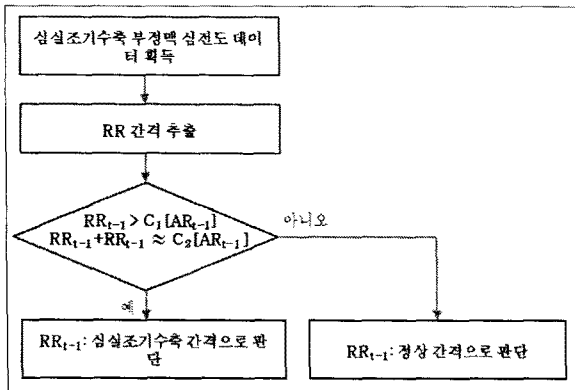 심실조기수축 부정맥 심전도 데이
터 획득
RR 간격 추출
RRₜ₋₁ > C₁[ARₜ₋₁]
RRₜ₋₁+RRₜ₋₁ ≈ C₂[ARₜ₋₁]
아니오
예
RRₜ₋₁: 심실조기수축 간격으로 판
단
RRₜ₋₁: 정상 간격으로 판단